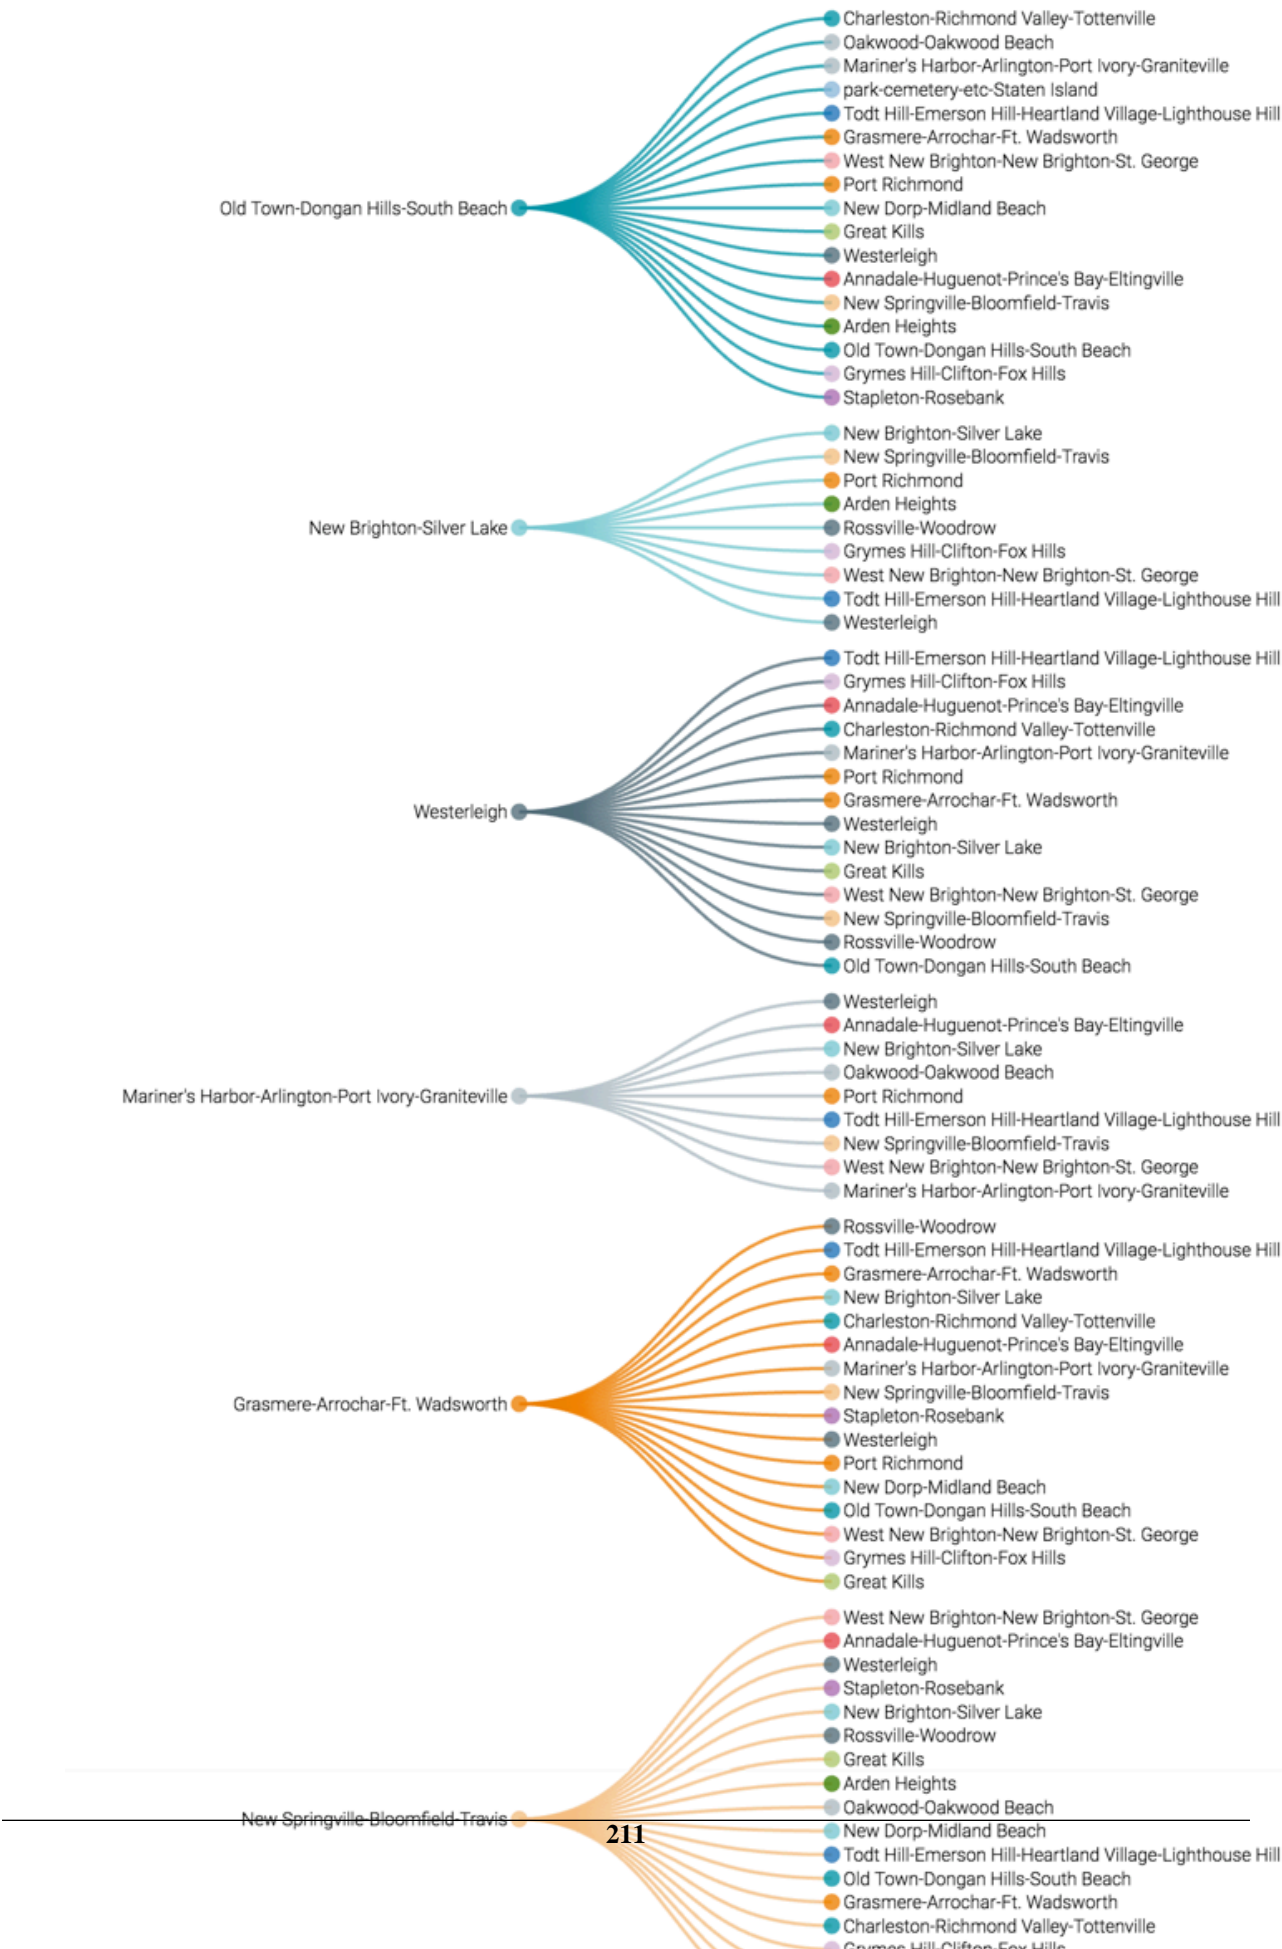 Charleston-Richmond Valley-Tottenville
Oakwood-Oakwood Beach
Mariner's Harbor-Arlington-Port Ivory-Graniteville
park-cemetery-etc-Staten Island
Todt Hill-Emerson Hill-Heartland Village-Lighthouse Hill
Grasmere-Arrochar-Ft. Wadsworth
West New Brighton-New Brighton-St. George
Port Richmond
Old Town-Dongan Hills-South Beach
New Dorp-Midland Beach
Great Kills
Westerleigh
Annadale-Huguenot-Prince's Bay-Eltingville
New Springville-Bloomfield-Travis
Arden Heights
Old Town-Dongan Hills-South Beach
Grymes Hill-Clifton-Fox Hills
Stapleton-Rosebank
New Brighton-Silver Lake
New Springville-Bloomfield-Travis
Port Richmond
Arden Heights
New Brighton-Silver Lake
Rossville-Woodrow
Grymes Hill-Clifton-Fox Hills
West New Brighton-New Brighton-St. George
Todt Hill-Emerson Hill-Heartland Village-Lighthouse Hill
Westerleigh
Todt Hill-Emerson Hill-Heartland Village-Lighthouse Hill
Grymes Hill-Clifton-Fox Hills
Annadale-Huguenot-Prince's Bay-Eltingville
Charleston-Richmond Valley-Tottenville
Mariner's Harbor-Arlington-Port Ivory-Graniteville
Port Richmond
Grasmere-Arrochar-Ft. Wadsworth
Westerleigh
Westerleigh
New Brighton-Silver Lake
Great Kills
West New Brighton-New Brighton-St. George
New Springville-Bloomfield-Travis
Rossville-Woodrow
Old Town-Dongan Hills-South Beach
Westerleigh
Annadale-Huguenot-Prince's Bay-Eltingville
New Brighton-Silver Lake
Oakwood-Oakwood Beach
Mariner's Harbor-Arlington-Port Ivory-Graniteville
Port Richmond
Todt Hill-Emerson Hill-Heartland Village-Lighthouse Hill
New Springville-Bloomfield-Travis
West New Brighton-New Brighton-St. George
Mariner's Harbor-Arlington-Port Ivory-Graniteville
Rossville-Woodrow
Todt Hill-Emerson Hill-Heartland Village-Lighthouse Hill
Grasmere-Arrochar-Ft. Wadsworth
New Brighton-Silver Lake
Charleston-Richmond Valley-Tottenville
Annadale-Huguenot-Prince's Bay-Eltingville
Mariner's Harbor-Arlington-Port Ivory-Graniteville
New Springville-Bloomfield-Travis
Grasmere-Arrochar-Ft. Wadsworth
Stapleton-Rosebank
Westerleigh
Port Richmond
New Dorp-Midland Beach
Old Town-Dongan Hills-South Beach
West New Brighton-New Brighton-St. George
Grymes Hill-Clifton-Fox Hills
Great Kills
West New Brighton-New Brighton-St. George
Annadale-Huguenot-Prince's Bay-Eltingville
Westerleigh
Stapleton-Rosebank
New Brighton-Silver Lake
Rossville-Woodrow
Great Kills
Arden Heights
Oakwood-Oakwood Beach
New Springville-Bloomfield-Travis
211
New Dorp-Midland Beach
Todt Hill-Emerson Hill-Heartland Village-Lighthouse Hill
Old Town-Dongan Hills-South Beach
Grasmere-Arrochar-Ft. Wadsworth
Charleston-Richmond Valley-Tottenville
Grymes Hill-Clifton-Fox Hills